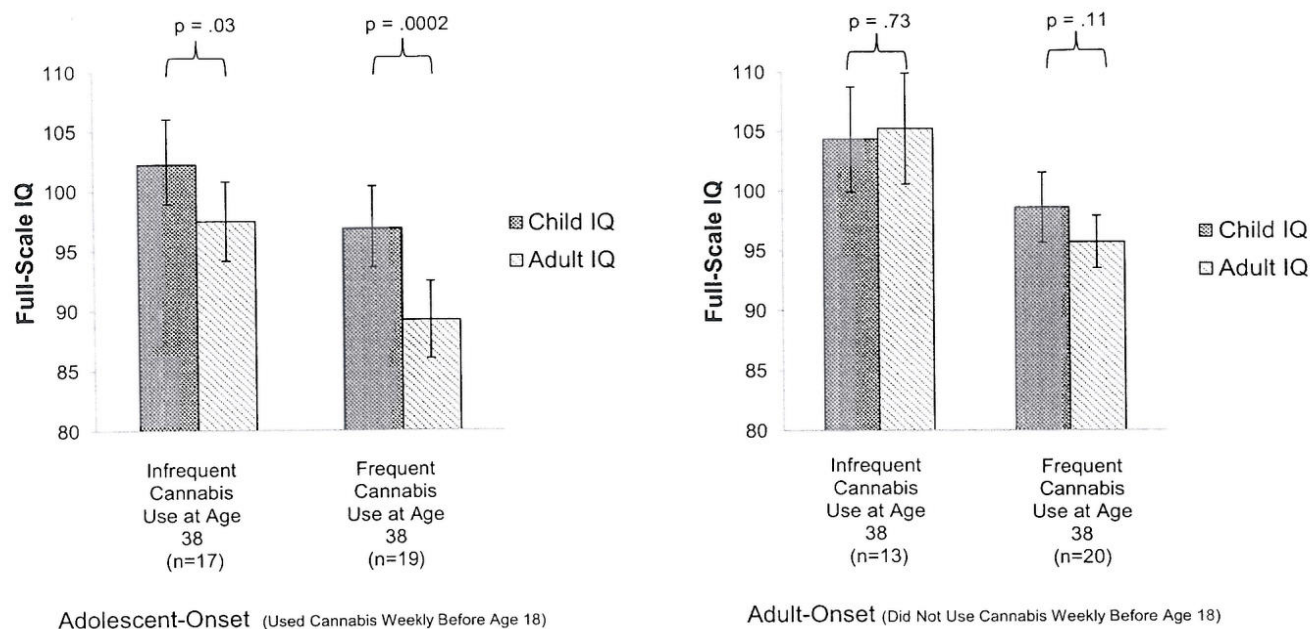 p = .03
p = .0002
110
105
100
95
90
85
80
Full-Scale IQ
Child IQ
Adult IQ
Infrequent
Cannabis
Use at Age
38
(n=17)
Frequent
Cannabis
Use at Age
38
(n=19)
Adolescent-Onset (Used Cannabis Weekly Before Age 18)
p = .73
p = .11
110
105
100
95
90
85
80
Full-Scale IQ
Child IQ
Adult IQ
Infrequent
Cannabis
Use at Age
38
(n=13)
Frequent
Cannabis
Use at Age
38
(n=20)
Adult-Onset (Did Not Use Cannabis Weekly Before Age 18)